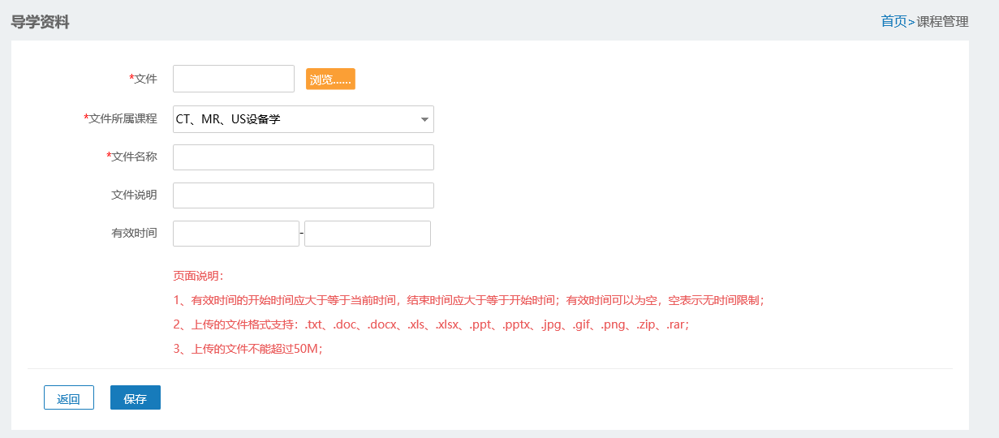 导学资料
首页>课程管理
*文件
浏览......
*文件所属课程
CT、MR、US设备学
*文件名称
文件说明
有效时间
-
页面说明：
1、有效时间的开始时间应大于等于当前时间，结束时间应大于等于开始时间；有效时间可以为空，空表示无时间限制；
2、上传的文件格式支持：.txt、.doc、.docx、.xls、.xlsx、.ppt、.pptx、.jpg、.gif、.png、.zip、.rar；
3、上传的文件不能超过50M；
返回
保存